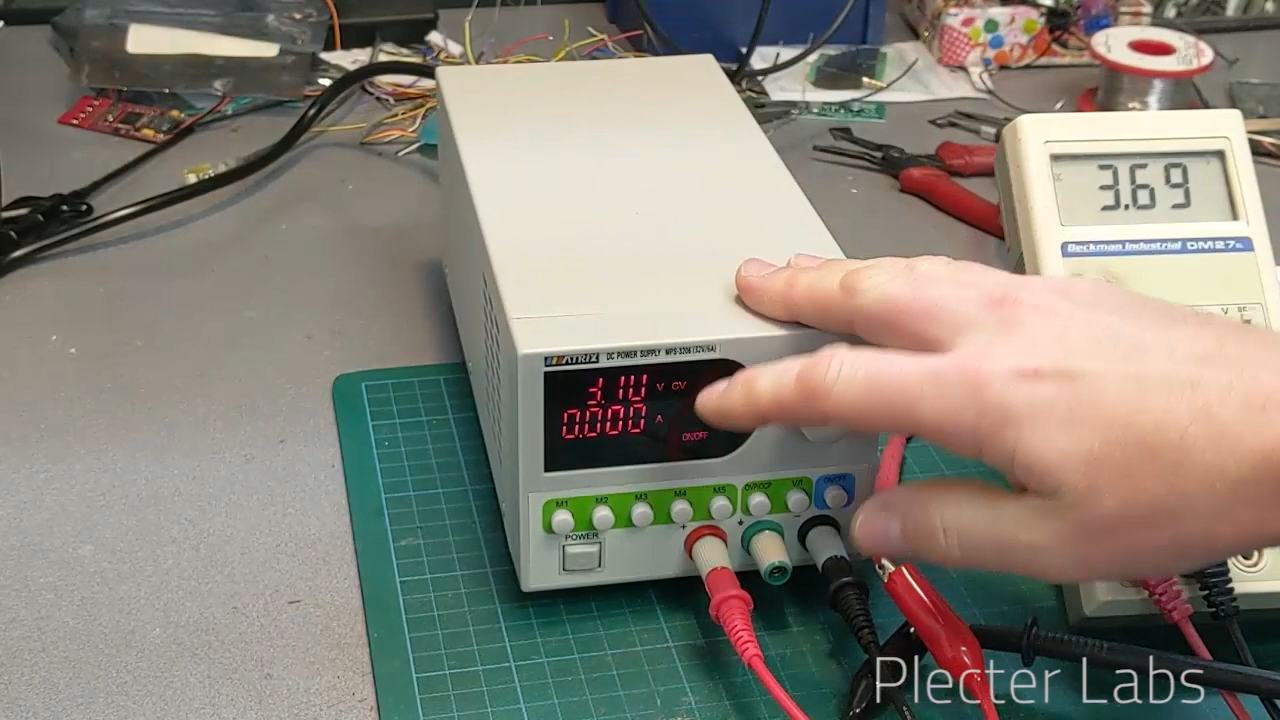 3.69
Beckman Industrial DM27
MATRIX DC POWER SUPPLY MPS-3206 (32V/6A)
V CV
0.000 A
ON/OFF
M1 M2 M3 M4 M5 OVP/OCP V/I ON/OFF
POWER
Plecter Labs